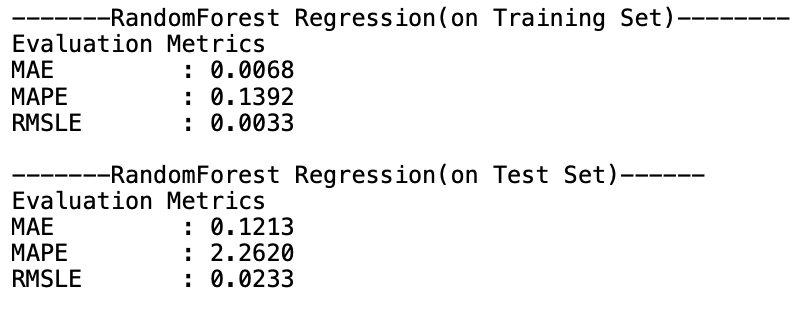 -------RandomForest Regression(on Training Set)--------
Evaluation Metrics
MAE         : 0.0068
MAPE        : 0.1392
RMSLE       : 0.0033
-------RandomForest Regression(on Test Set)------
Evaluation Metrics
MAE         : 0.1213
MAPE        : 2.2620
RMSLE       : 0.0233